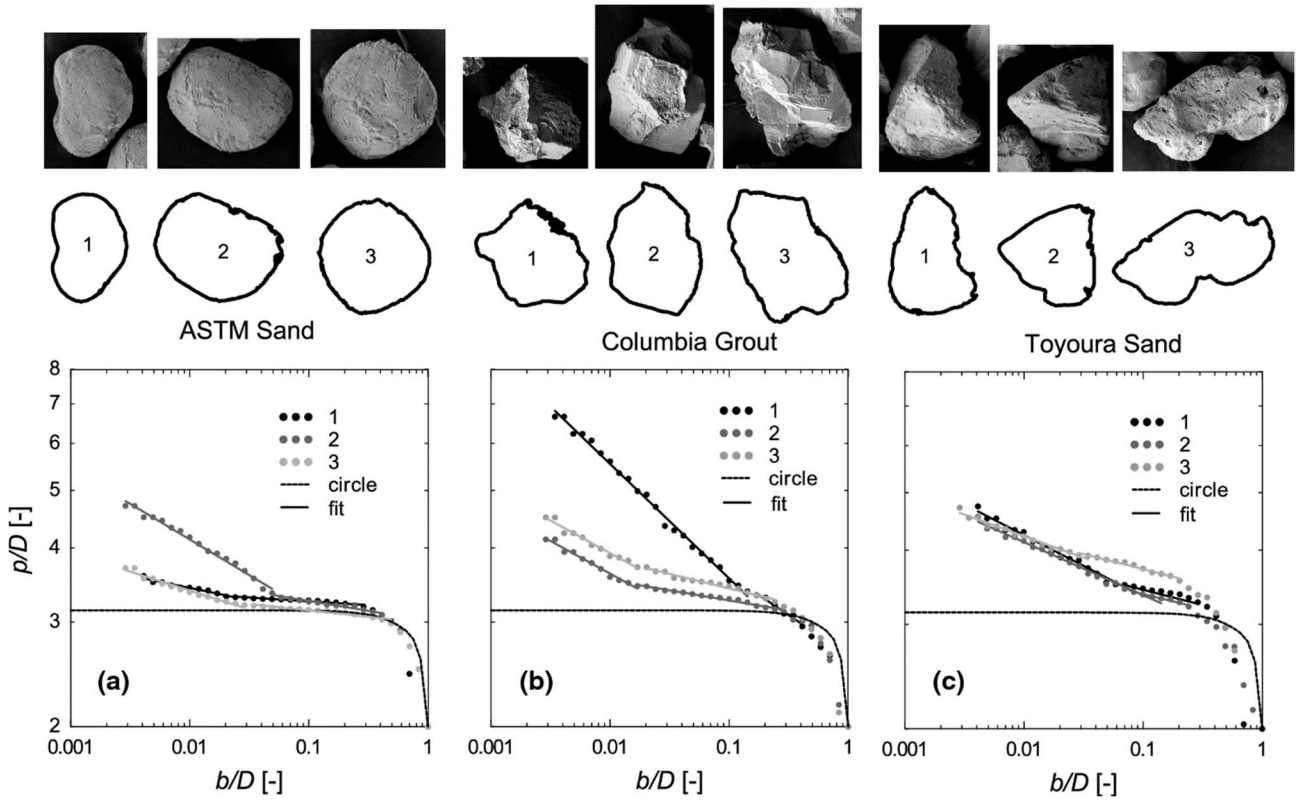 1
2
3
1
2
3
1
2
3
ASTM Sand
Columbia Grout
Toyoura Sand
8
7
6
5
4
3
2
p/D [-]
1
2
3
circle
fit
(a)
0.001
0.01
0.1
1
b/D [-]
1
2
3
circle
fit
(b)
0.001
0.01
0.1
1
b/D [-]
1
2
3
circle
fit
(c)
0.001
0.01
0.1
1
b/D [-]